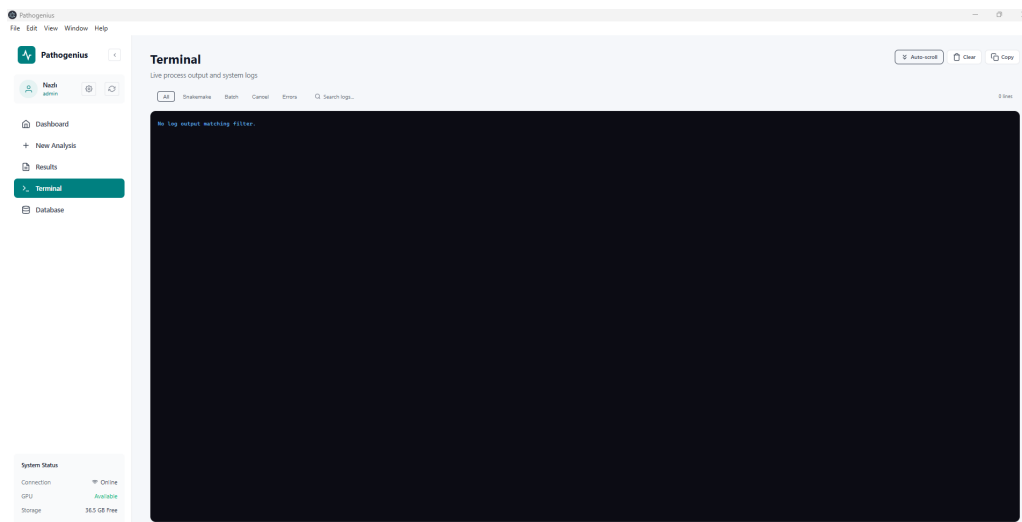 Pathogenius
File Edit View Window Help
Pathogenius
Nazlı
admin
Dashboard
New Analysis
Results
Terminal
Database
System Status
Connection Online
GPU Available
Storage 36.5 GB Free
Terminal
Live process output and system logs
Auto-scroll Clear Copy
All Snakemake Batch Cancel Errors Search logs... 0 lines
No log output matching filter.